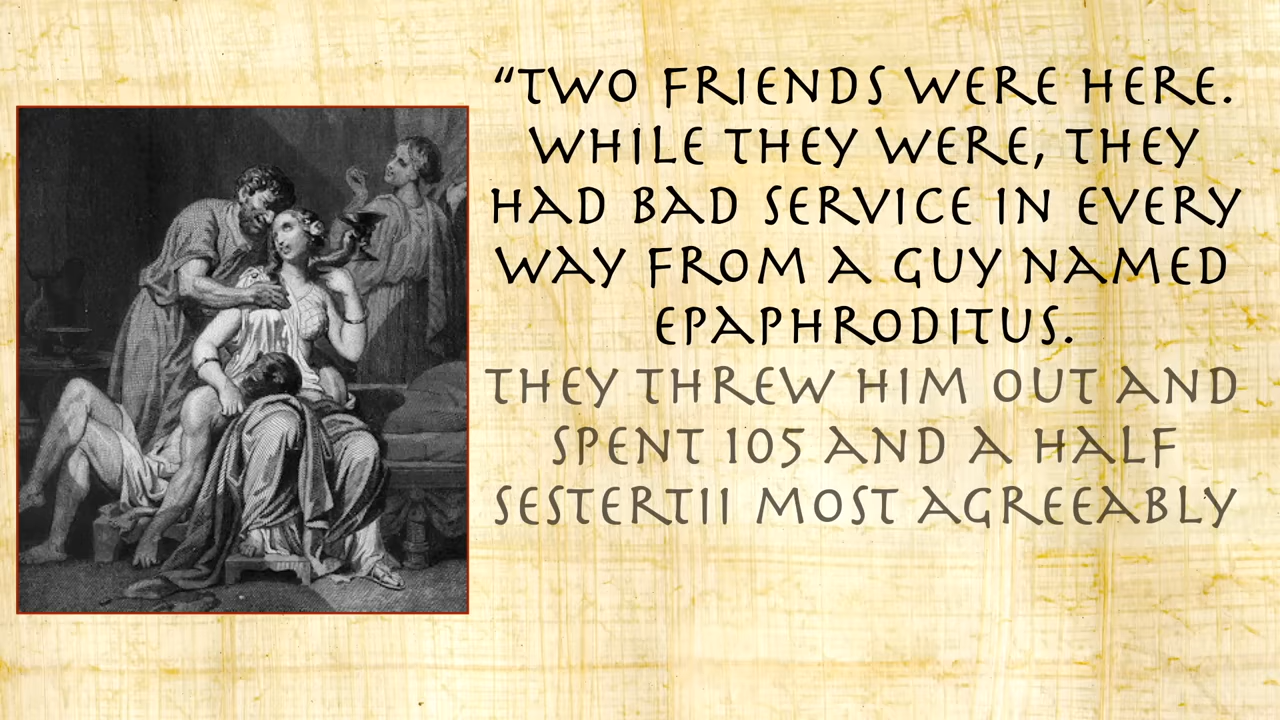 “TWO FRIENDS WERE HERE.
WHILE THEY WERE, THEY
HAD BAD SERVICE IN EVERY
WAY FROM A GUY NAMED
EPAPHRODITUS.
THEY THREW HIM OUT AND
SPENT 105 AND A HALF
SESTERTII MOST AGREEABLY